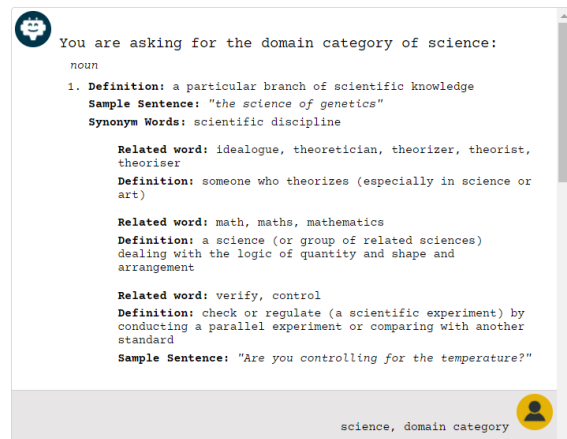 You are asking for the domain category of science:
noun
1. Definition: a particular branch of scientific knowledge
Sample Sentence: "the science of genetics"
Synonym Words: scientific discipline
Related word: idealogue, theoretician, theorizer, theorist,
theoriser
Definition: someone who theorizes (especially in science or
art)
Related word: math, maths, mathematics
Definition: a science (or group of related sciences)
dealing with the logic of quantity and shape and
arrangement
Related word: verify, control
Definition: check or regulate (a scientific experiment) by
conducting a parallel experiment or comparing with another
standard
Sample Sentence: "Are you controlling for the temperature?"
science, domain category